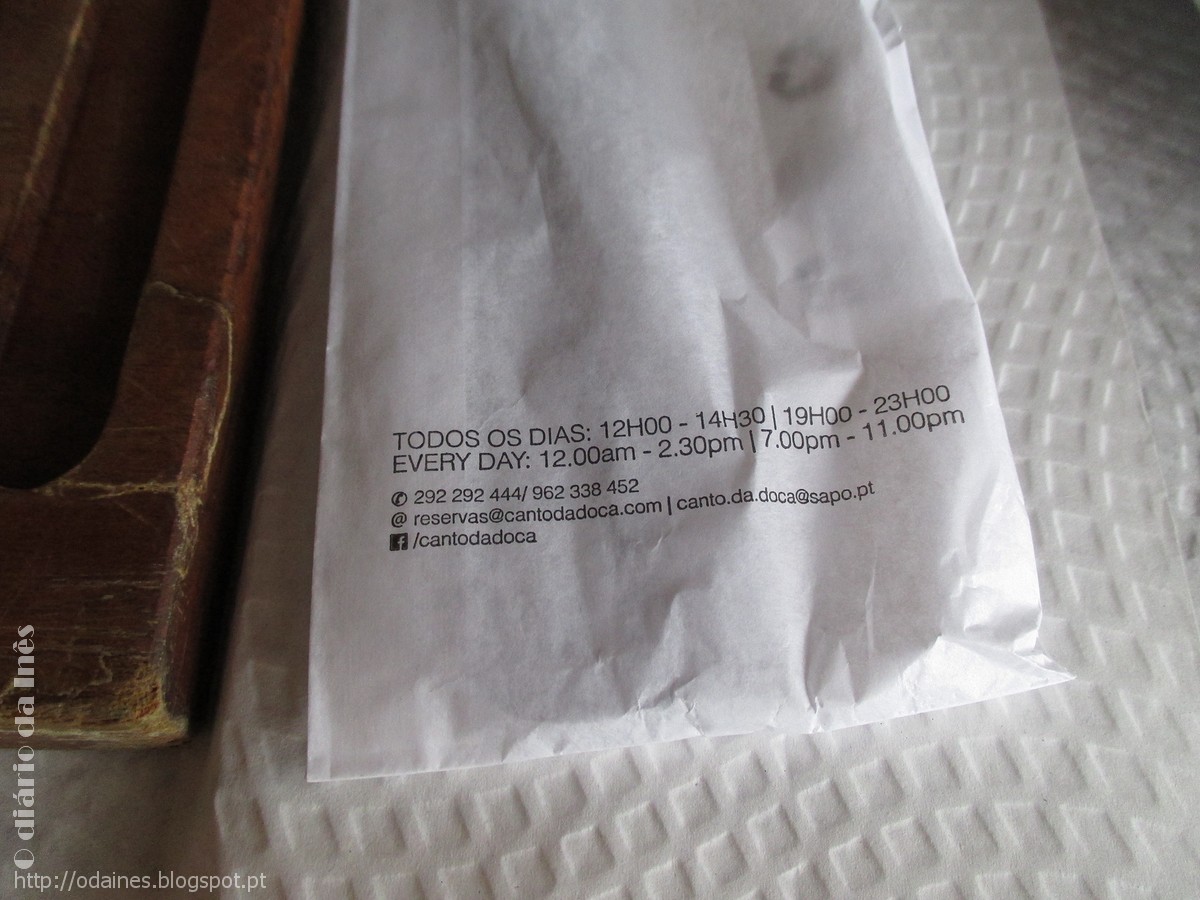 TODOS OS DIAS: 12H00 - 14H30 | 19H00 - 23H00
EVERY DAY: 12.00am - 2.30pm | 7.00pm - 11.00pm
292 292 444/ 962 338 452
@ reservas@cantodadoca.com | canto.da.doca@sapo.pt
f /cantodadoca
O diário da Inês
http://odaines.blogspot.pt